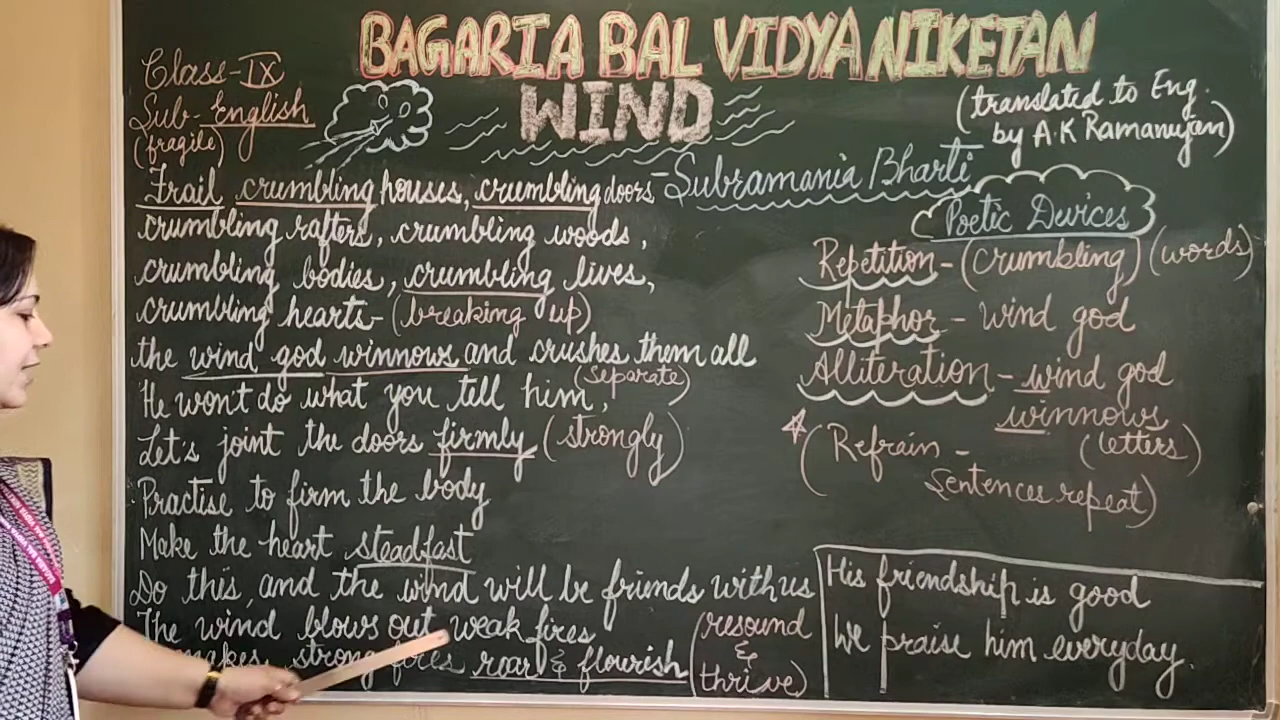 BAGARIA BAL VIDYA NIKETAN
Class-IX
Sub-English
WIND
(translated to Eng.
by A.K Ramanujan)
-Subramania Bharti
(fragile)
Frail crumbling houses, crumbling doors
crumbling rafters, crumbling woods,
crumbling bodies, crumbling lives,
crumbling hearts- (breaking up)
the wind god winnows and crushes them all
(separate)
He won't do what you tell him,
Let's joint the doors firmly (strongly)
Practise to firm the body
Make the heart steadfast
Do this, and the wind will be friends with us
The wind blows out weak fires
makes strong fires roar & flourish
(resound
&
thrive)
Poetic Devices
Repetition-(crumbling) (words)
Metaphor - wind god
Alliteration- wind god
winnows
(letters)
(Refrain -
Sentences repeat)
His friendship is good
We praise him everyday.